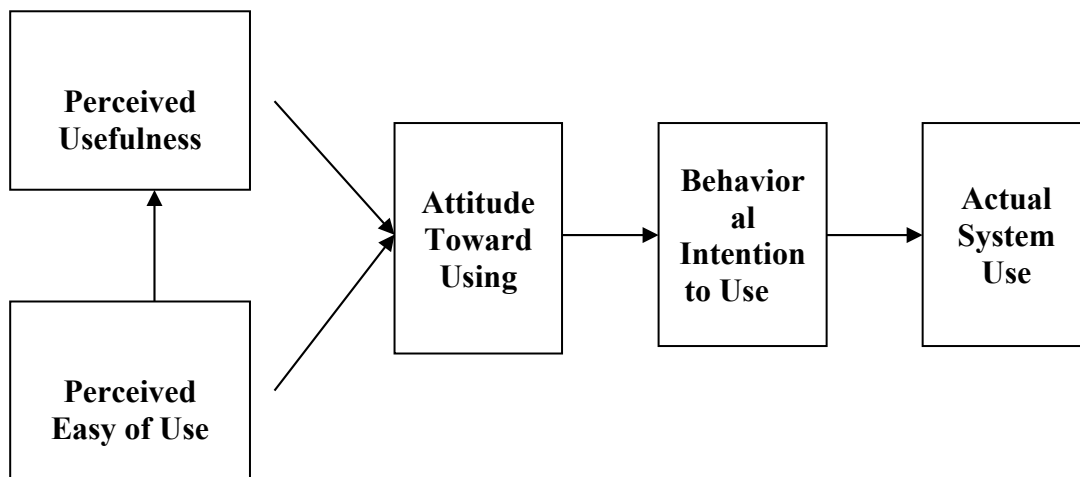 Perceived
Usefulness
Perceived
Easy of Use
Attitude
Toward
Using
Behavior
al
Intention
to Use
Actual
System
Use